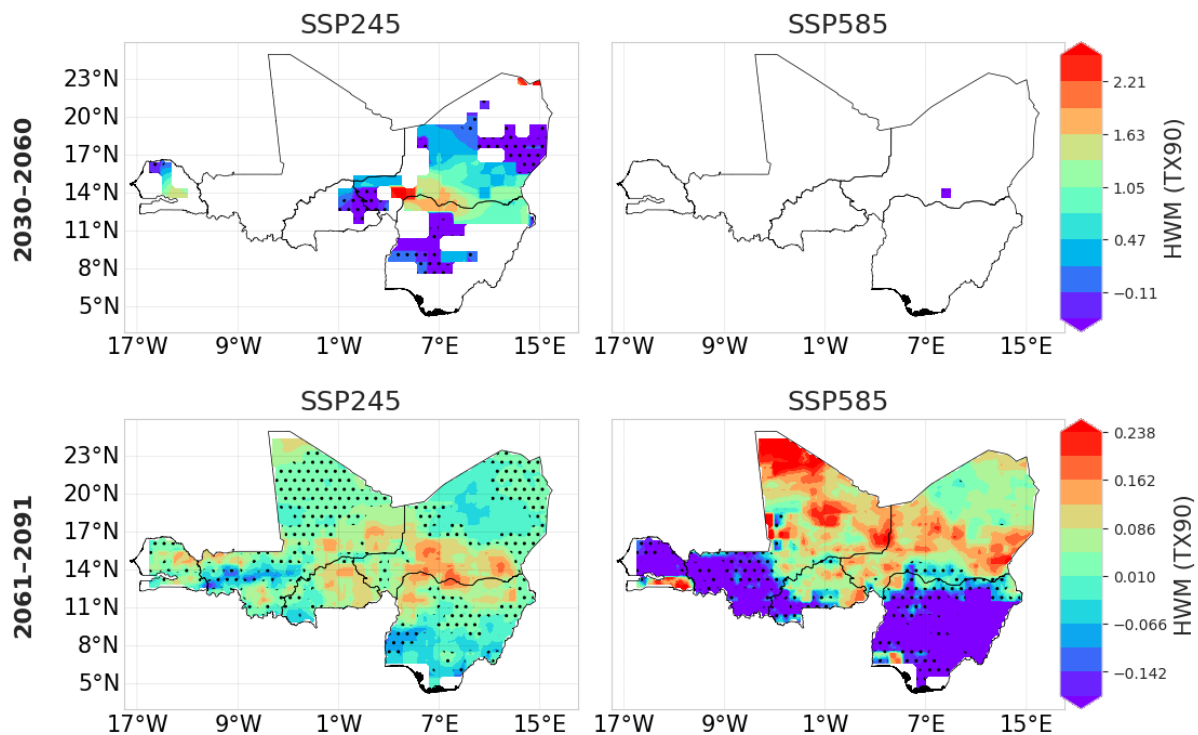 SSP245
SSP585
2030–2060
23°N
20°N
17°N
14°N
11°N
8°N
5°N
17°W 9°W 1°W 7°E 15°E
17°W 9°W 1°W 7°E 15°E
2.21
1.63
1.05
0.47
−0.11
HWM (TX90)
SSP245
SSP585
2061–2091
23°N
20°N
17°N
14°N
11°N
8°N
5°N
17°W 9°W 1°W 7°E 15°E
17°W 9°W 1°W 7°E 15°E
0.238
0.162
0.086
0.010
−0.066
−0.142
HWM (TX90)